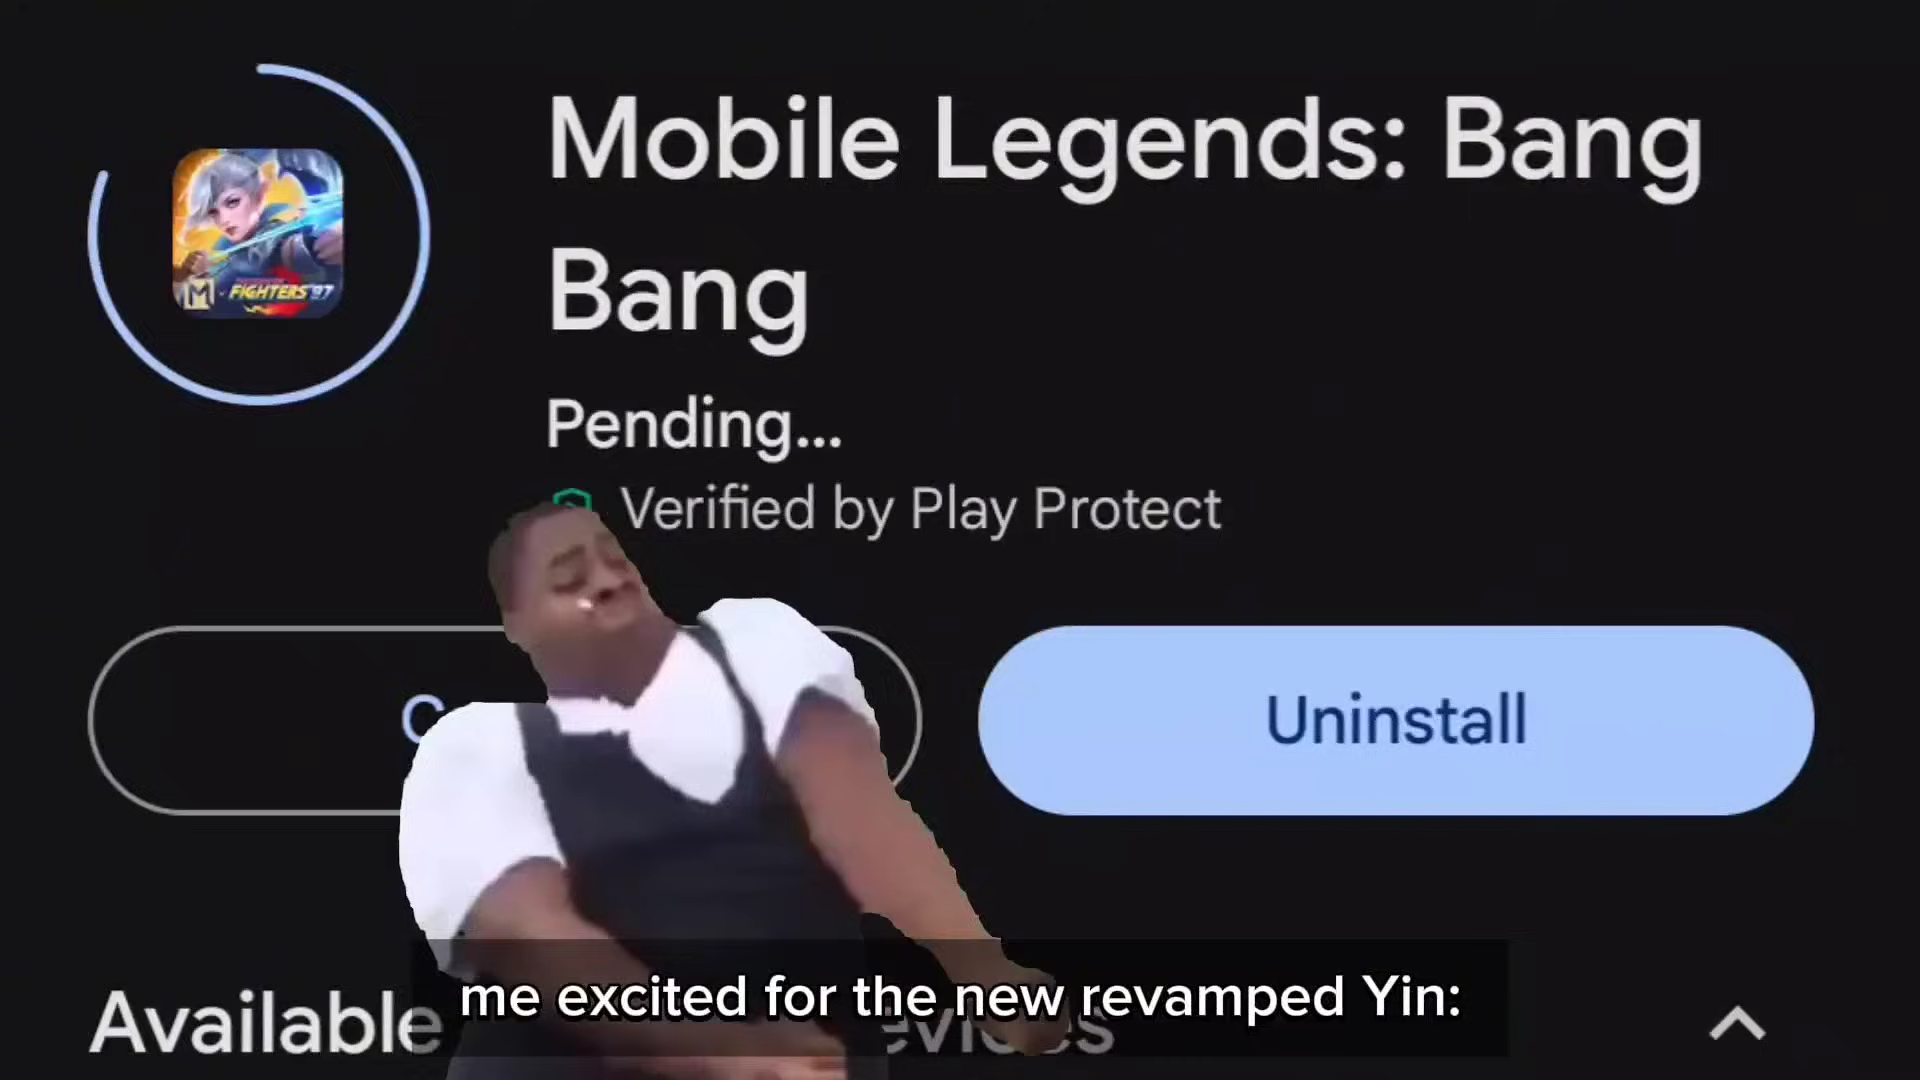 Mobile Legends: Bang
Bang
M
FIGHTERS'97
Pending...
Verified by Play Protect
Uninstall
Available
me excited for the new revamped Yin: